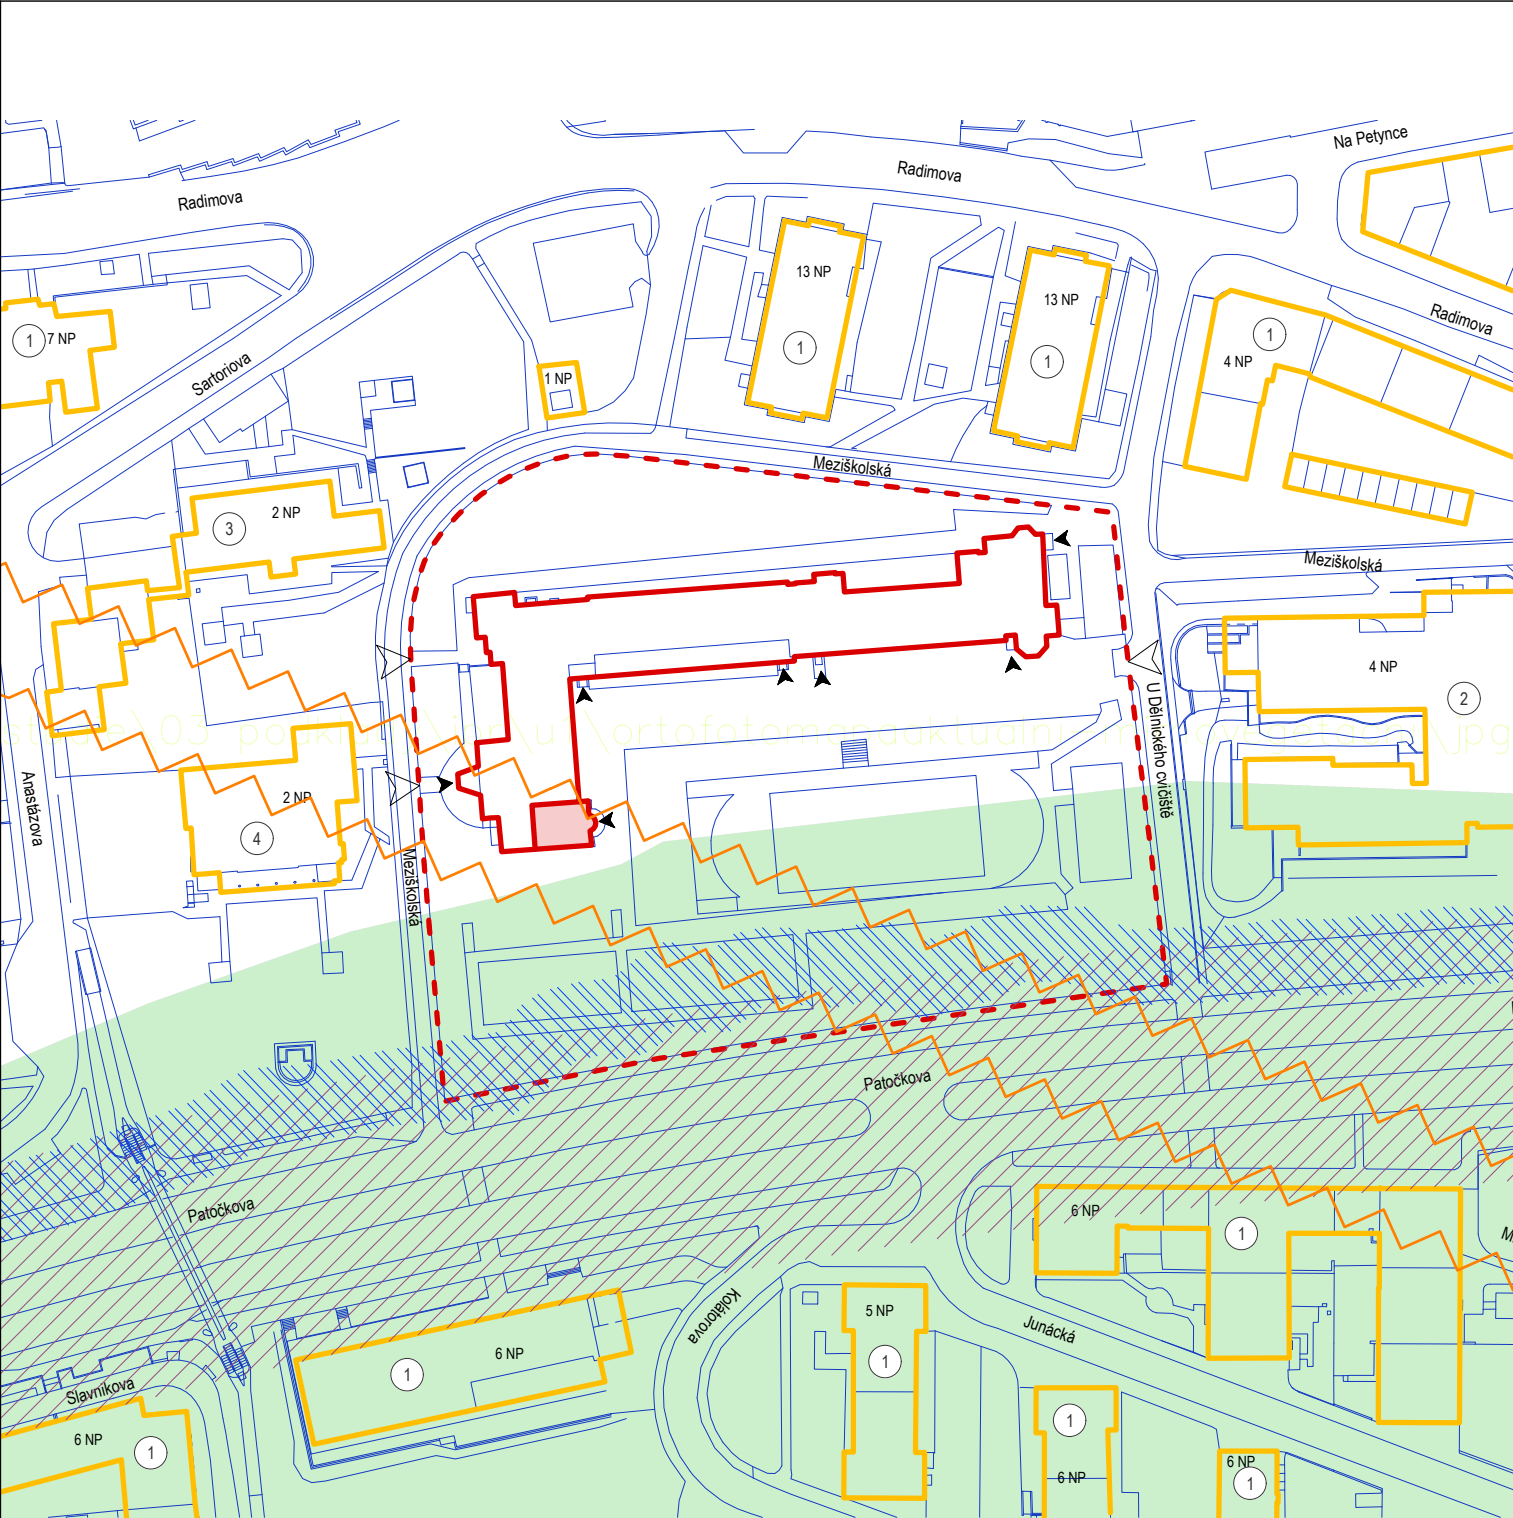 Na Petynce
Radimova
Radimova
13 NP
13 NP
Radimova
1
7 NP
1
1
1
4 NP
Sartoriova
1 NP
Meziškolská
2 NP
3
Meziškolská
4 NP
2
U Dělnického cvičiště
Anastázova
2 NP
4
Meziškolská
Patočkova
Patočkova
6 NP
1
Kolátorova
5 NP
Junácká
6 NP
1
1
Slavníkova
6 NP
1
1
6 NP
6 NP
1